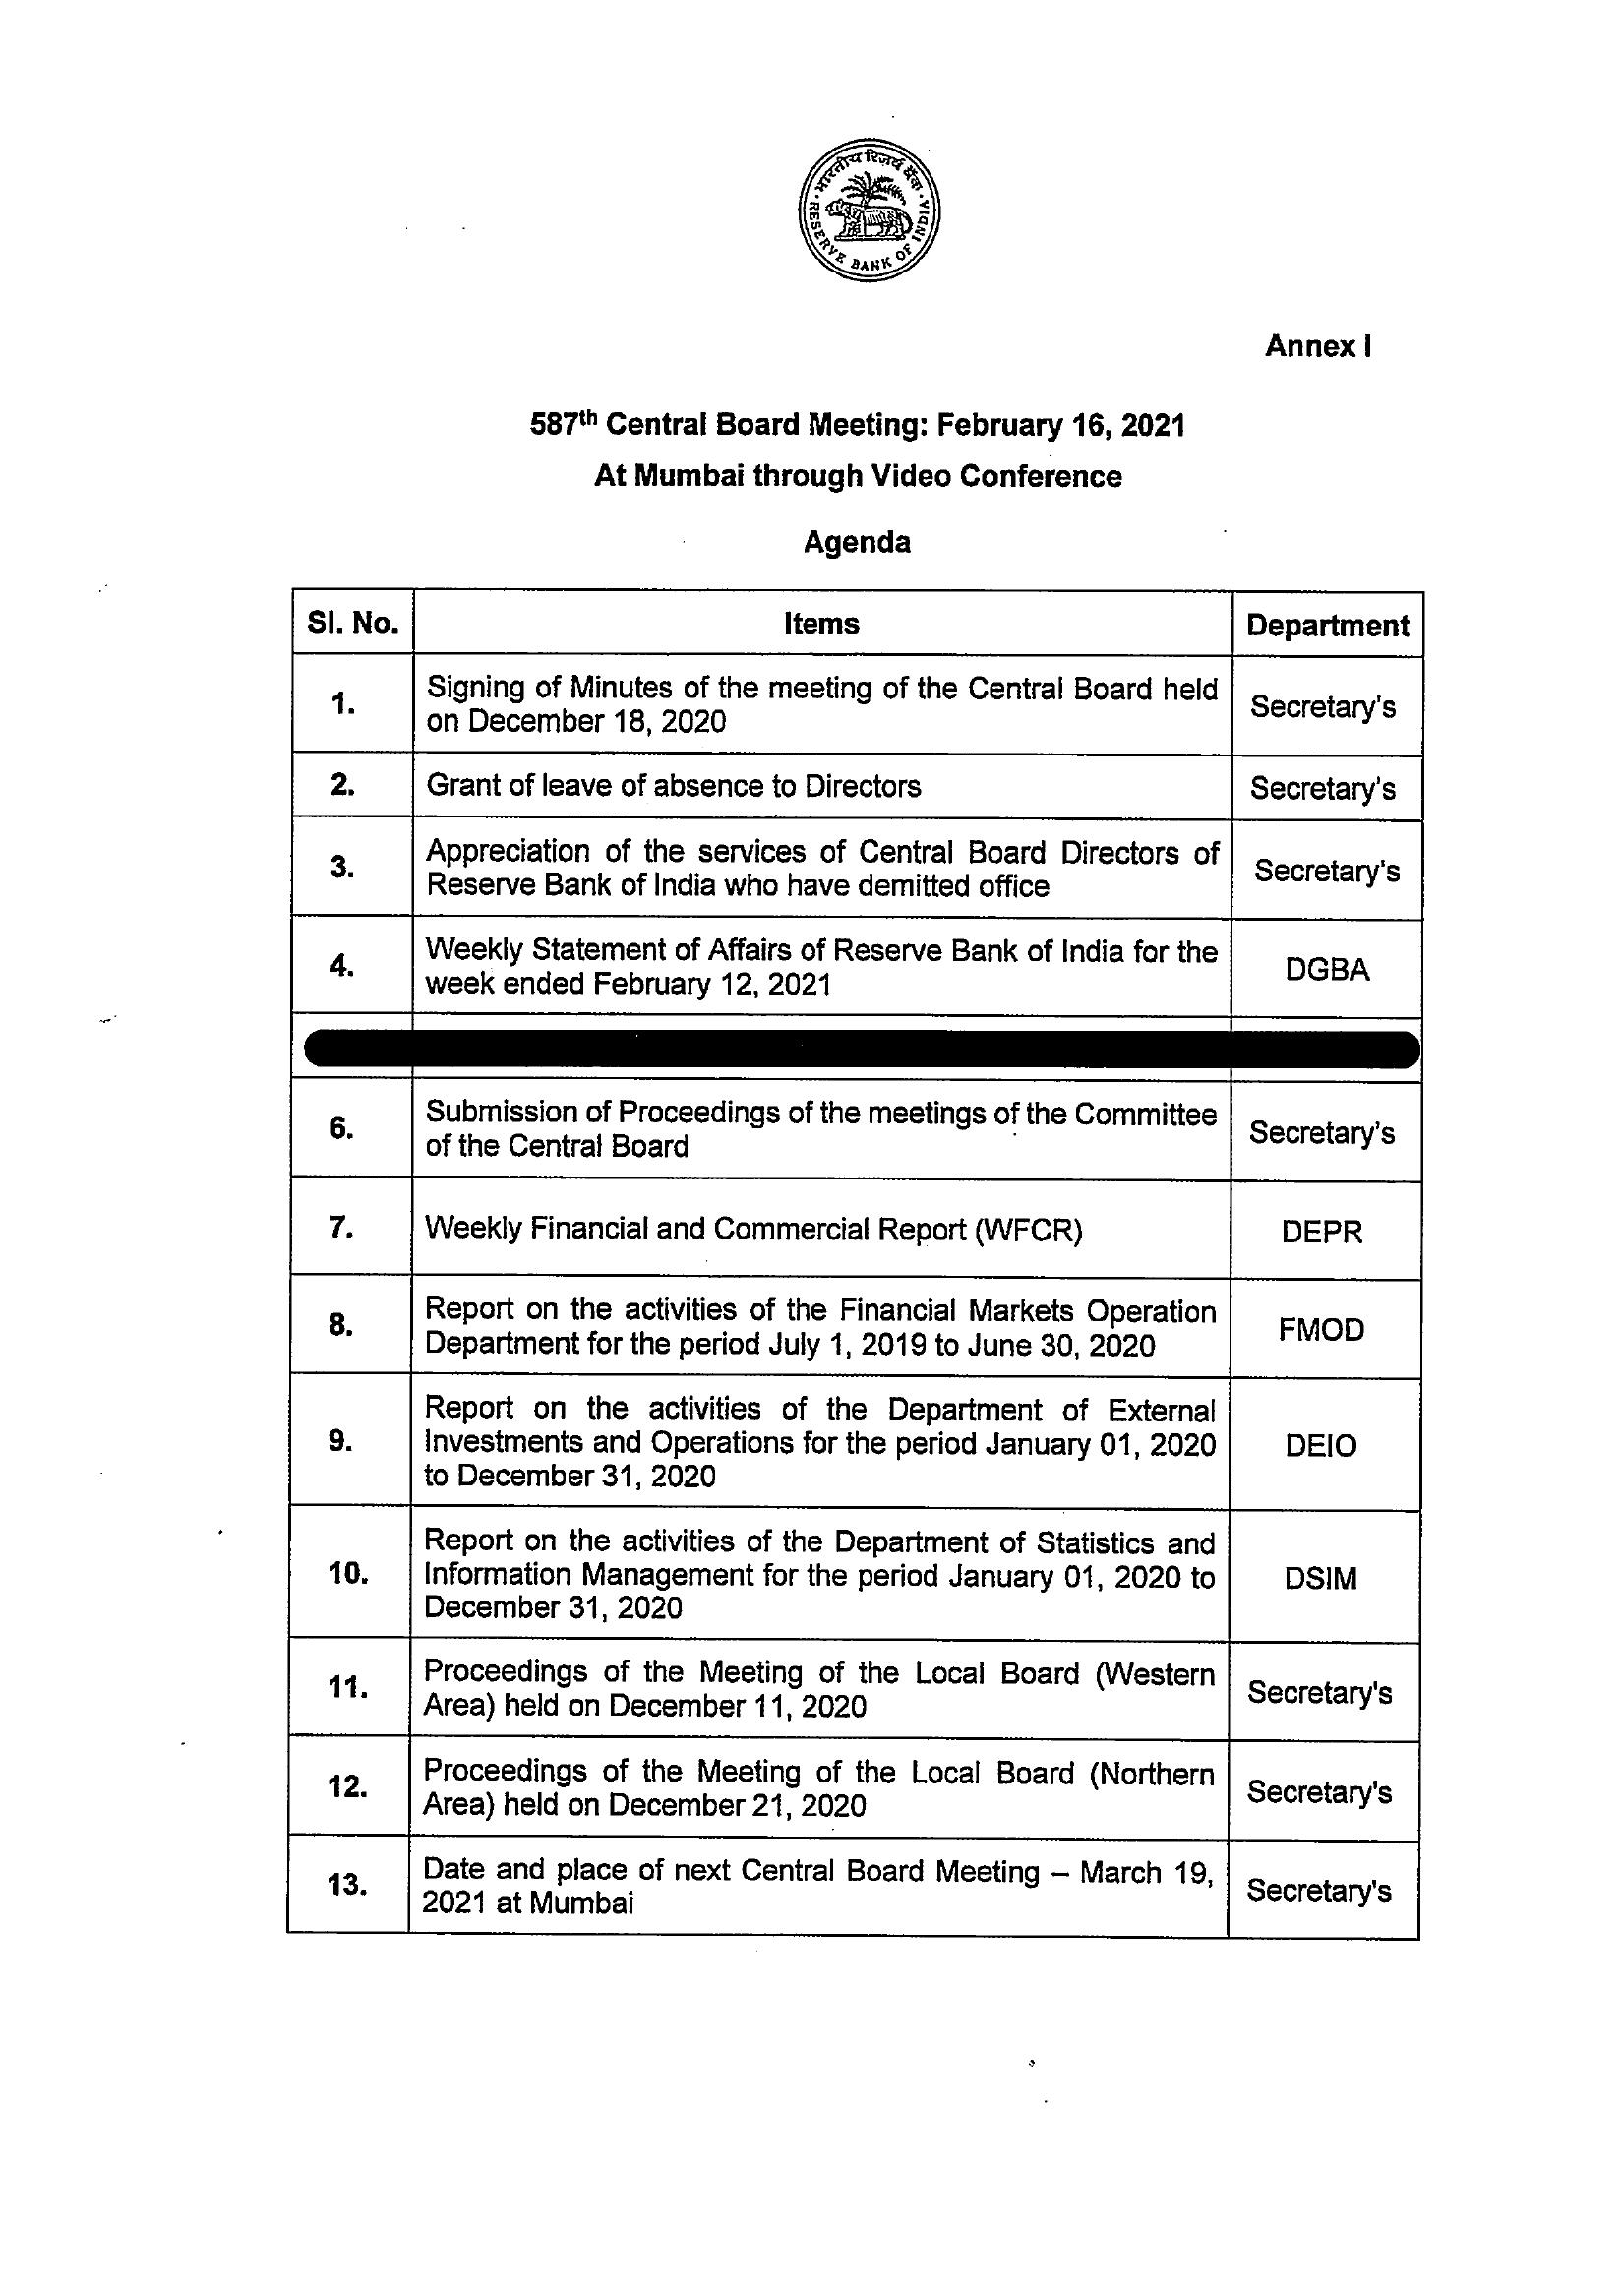 भारतीय रिज़र्व बैंक
RESERVE BANK OF INDIA
Annex I
587th Central Board Meeting: February 16, 2021
At Mumbai through Video Conference
Agenda
Sl. No. Items Department
1. Signing of Minutes of the meeting of the Central Board held Secretary's
on December 18, 2020
2. Grant of leave of absence to Directors Secretary's
3. Appreciation of the services of Central Board Directors of Secretary's
Reserve Bank of India who have demitted office
4. Weekly Statement of Affairs of Reserve Bank of India for the DGBA
week ended February 12, 2021
6. Submission of Proceedings of the meetings of the Committee Secretary's
of the Central Board
7. Weekly Financial and Commercial Report (WFCR) DEPR
8. Report on the activities of the Financial Markets Operation FMOD
Department for the period July 1, 2019 to June 30, 2020
9. Report on the activities of the Department of External DEIO
Investments and Operations for the period January 01, 2020
to December 31, 2020
10. Report on the activities of the Department of Statistics and DSIM
Information Management for the period January 01, 2020 to
December 31, 2020
11. Proceedings of the Meeting of the Local Board (Western Secretary's
Area) held on December 11, 2020
12. Proceedings of the Meeting of the Local Board (Northern Secretary's
Area) held on December 21, 2020
13. Date and place of next Central Board Meeting – March 19, Secretary's
2021 at Mumbai